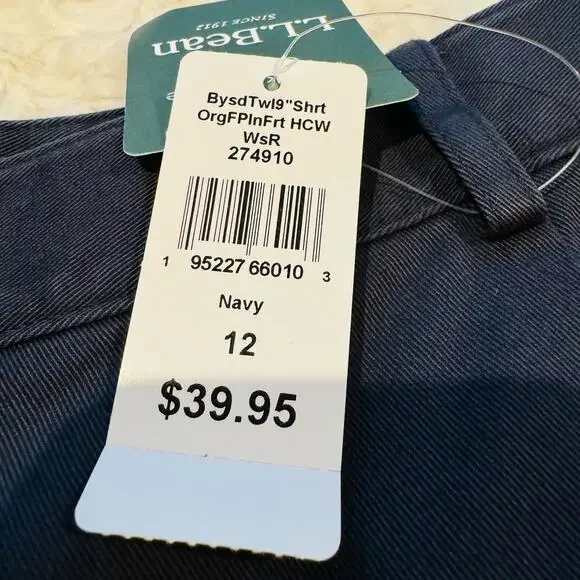 L.L.Bean
SINCE 1912
BysdTwl9"Shrt
OrgFPlnFrt HCW
WsR
274910
1 95227 66010 3
Navy
12
$39.95